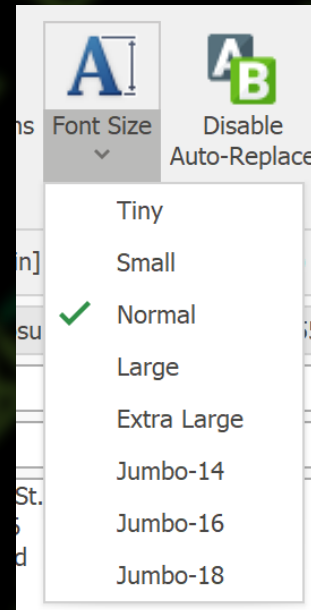 ns Font Size Disable
Auto-Replace
Tiny
in] Small
su Normal
Large
Extra Large
Jumbo-14
St. Jumbo-16
d Jumbo-18